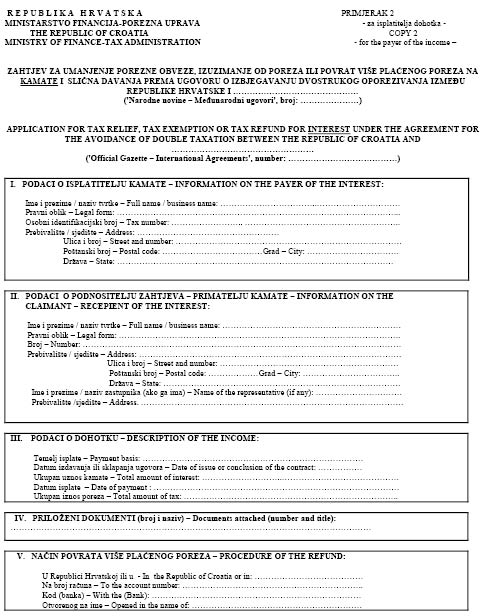 REPUBLIKA HRVATSKA
PRIMJERAK 2
MINISTARSTVO FINANCIJA-POREZNA UPRAVA
- za isplatitelja dohotka -
THE REPUBLIC OF CROATIA
COPY 2
MINISTRY OF FINANCE-TAX ADMINISTRATION
- for the payer of the income –
ZAHTJEV ZA UMANJENJE POREZNE OBVEZE, IZUZIMANJE OD POREZA ILI POVRAT VIŠE PLAĆENOG POREZA NA
KAMATE I SLIČNA DAVANJA PREMA UGOVORU O IZBJEGAVANJU DVOSTRUKOG OPOREZIVANJA IZMEĐU
REPUBLIKE HRVATSKE I ……………………………………
('Narodne novine – Međunarodni ugovori', broj: …………………)
APPLICATION FOR TAX RELIEF, TAX EXEMPTION OR TAX REFUND FOR INTEREST UNDER THE AGREEMENT FOR
THE AVOIDANCE OF DOUBLE TAXATION BETWEEN THE REPUBLIC OF CROATIA AND
……………………………………………
('Official Gazette – International Agreements', number: …………………………………)
I. PODACI O ISPLATITELJU KAMATE – INFORMATION ON THE PAYER OF THE INTEREST:
Ime i prezime / naziv tvrtke – Full name / business name: ……………………………………………………
Pravni oblik – Legal form: ……………………………………………………………………………
Osobni identifikacijski broj – Tax number: ……………………………………………………………
Prebivalište / sjedište – Address: ……………………………………………
Ulica i broj – Street and number: ……………………………………………………………………
Poštanski broj – Postal code: ………………………………Grad – City: ……………………………
Država – State: ………………………………………………………………………………
II. PODACI O PODNOSITELJU ZAHTJEVA – PRIMATELJU KAMATE – INFORMATION ON THE
CLAIMANT – RECEPIENT OF THE INTEREST:
Ime i prezime / naziv tvrtke – Full name / business name: ……………………………………………………
Pravni oblik – Legal form: ……………………………………………………………………………
Broj – Number: ……………………………………………………………………………………
Prebivalište / sjedište – Address: ……………………………………………………………………
Ulica i broj – Street and number: ……………………………………………………
Poštanski broj – Postal code: ………………Grad – City: ……………………………
Država – State: ……………………………………………………………………
Ime i prezime / naziv zastupnika (ako ga ima) – Name of the representative (if any): …………………………
Prebivalište /sjedište – Address. ……………………………………………………………………………
III. PODACI O DOHOTKU – DESCRIPTION OF THE INCOME:
Temelj isplate – Payment basis: …………………………………………………………………
Datum izdavanja ili sklapanja ugovora – Date of issue or conclusion of the contract: ……………
Ukupan uznos kamate – Total amount of interest: ……………………………………………………
Datum isplate – Date of payment : ……………………………………………………………………
Ukupan iznos poreza – Total amount of tax: …………………………………………………………
IV. PRILOŽENI DOKUMENTI (broj i naziv) – Documents attached (number and title):
……………………………………………………………………………………………………………
V. NAČIN POVRATA VIŠE PLAĆENOG POREZA – PROCEDURE OF THE REFUND:
U Republici Hrvatskoj ili u - In the Republic of Croatia or in: …………………………………
Na broj računa – To the account number: ………………………………………………………
Kod (banka) – With the (Bank): …………………………………………………………………
Otvorenog na ime – Opened in the name of: ……………………………………………………